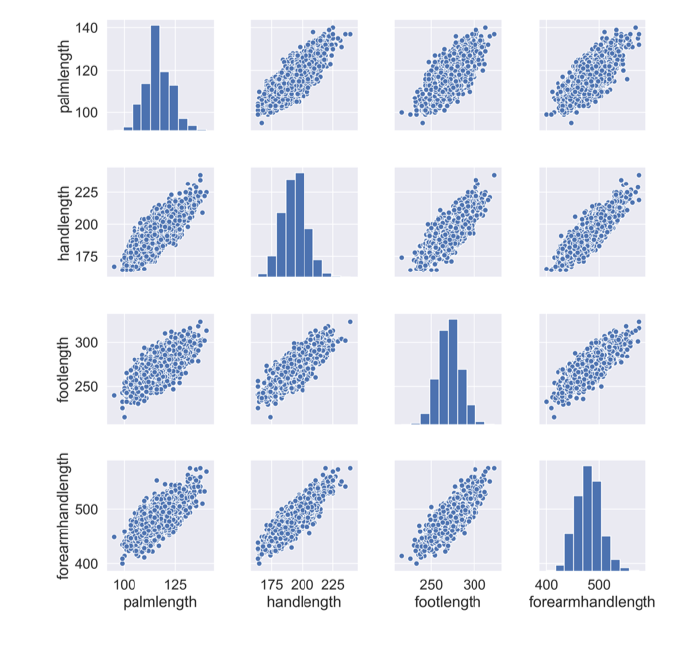 140
120
100
palmlength
225
200
175
handlength
300
250
footlength
500
400
forearmhandlength
100 125 175 200 225 250 300 400 500
palmlength handlength footlength forearmhandlength